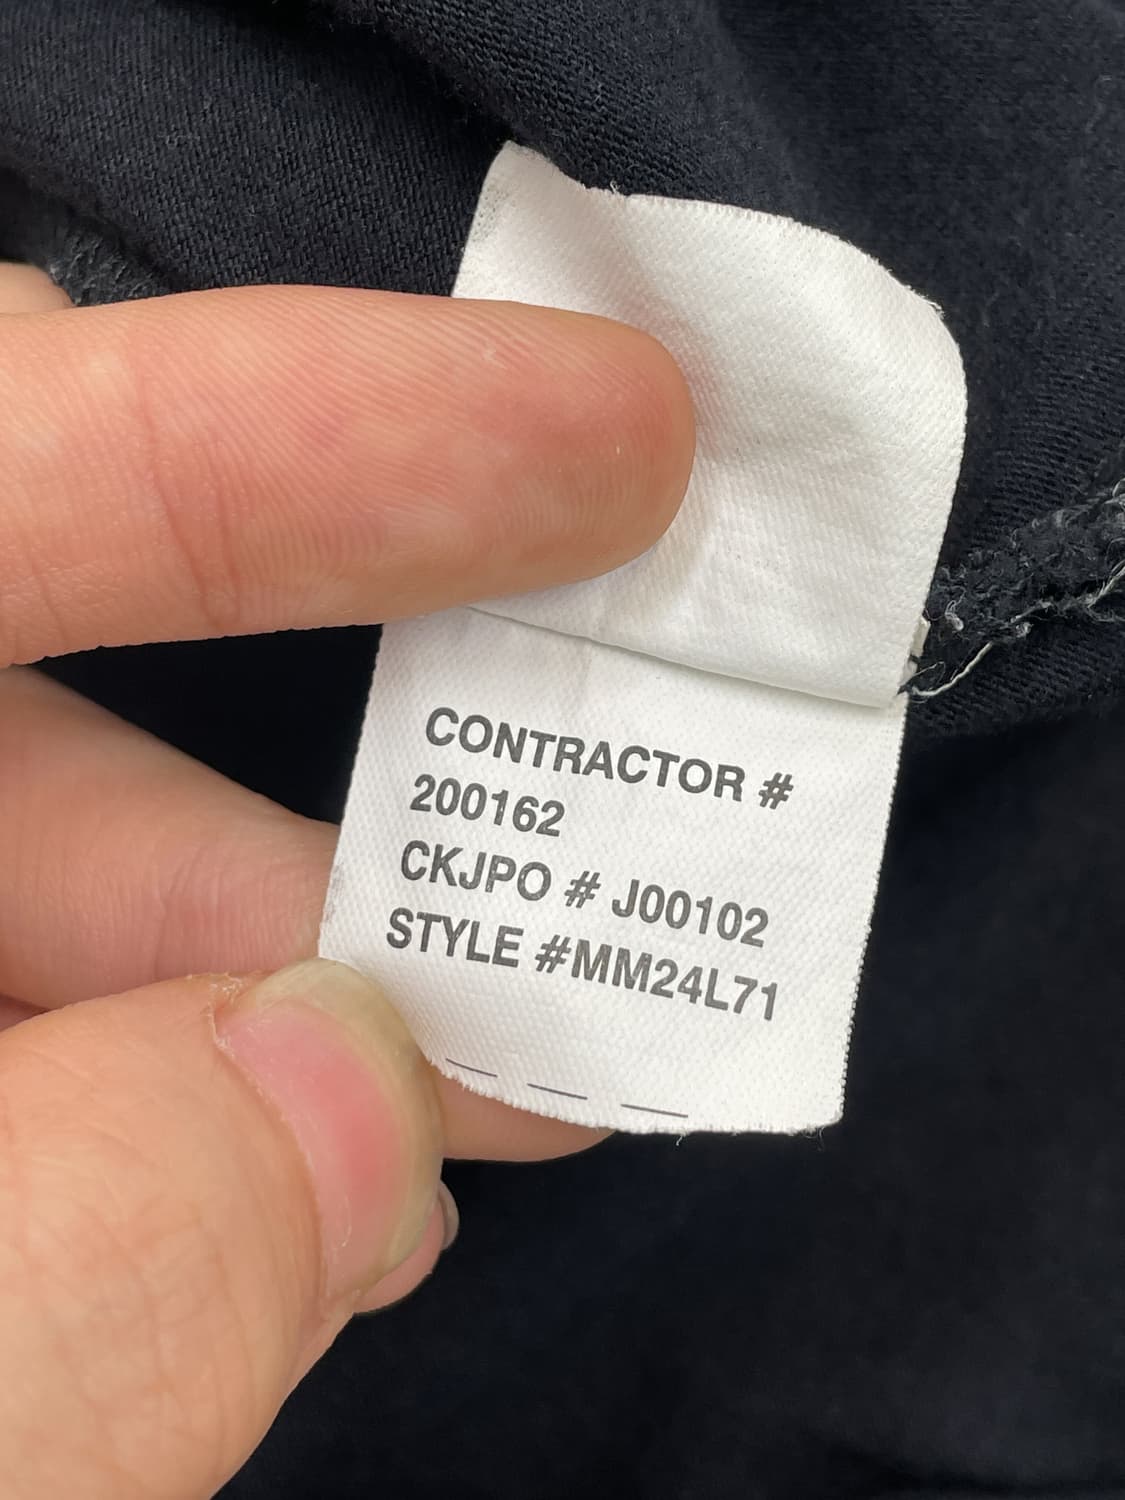 CONTRACTOR #
200162
CKJPO # J00102
STYLE #MM24L71